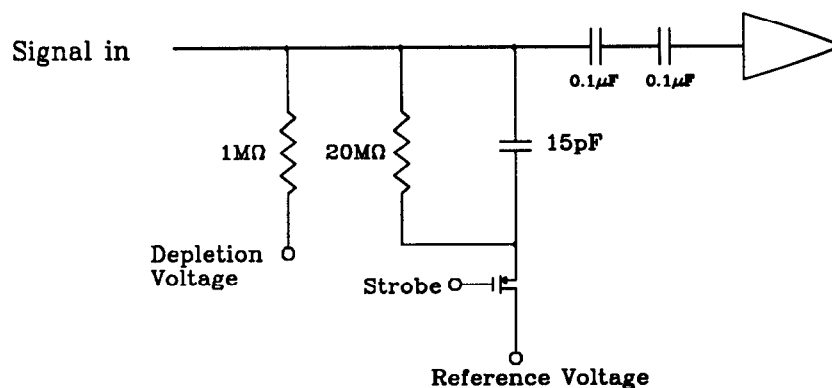 Signal in
0.1μF
0.1μF
1MΩ
20MΩ
15pF
Depletion
Voltage
Strobe
Reference Voltage